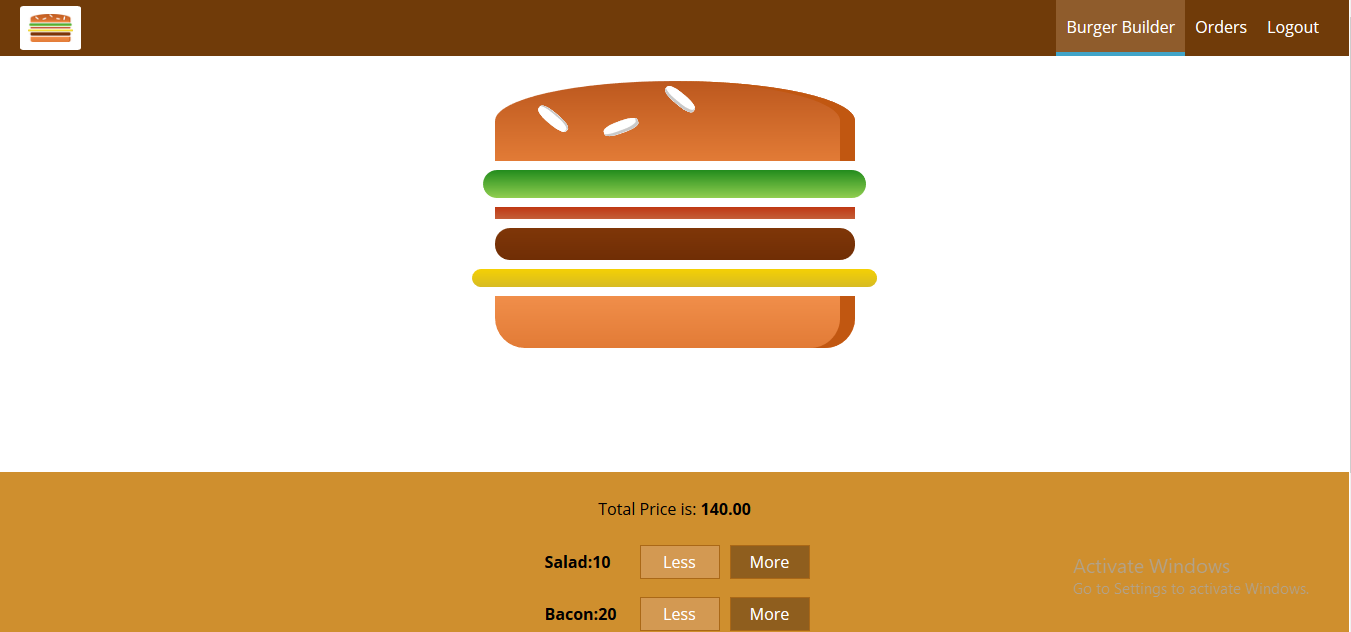 Burger Builder Orders Logout
Total Price is: 140.00
Salad:10 Less More
Activate Windows
Go to Settings to activate Windows.
Bacon:20 Less More